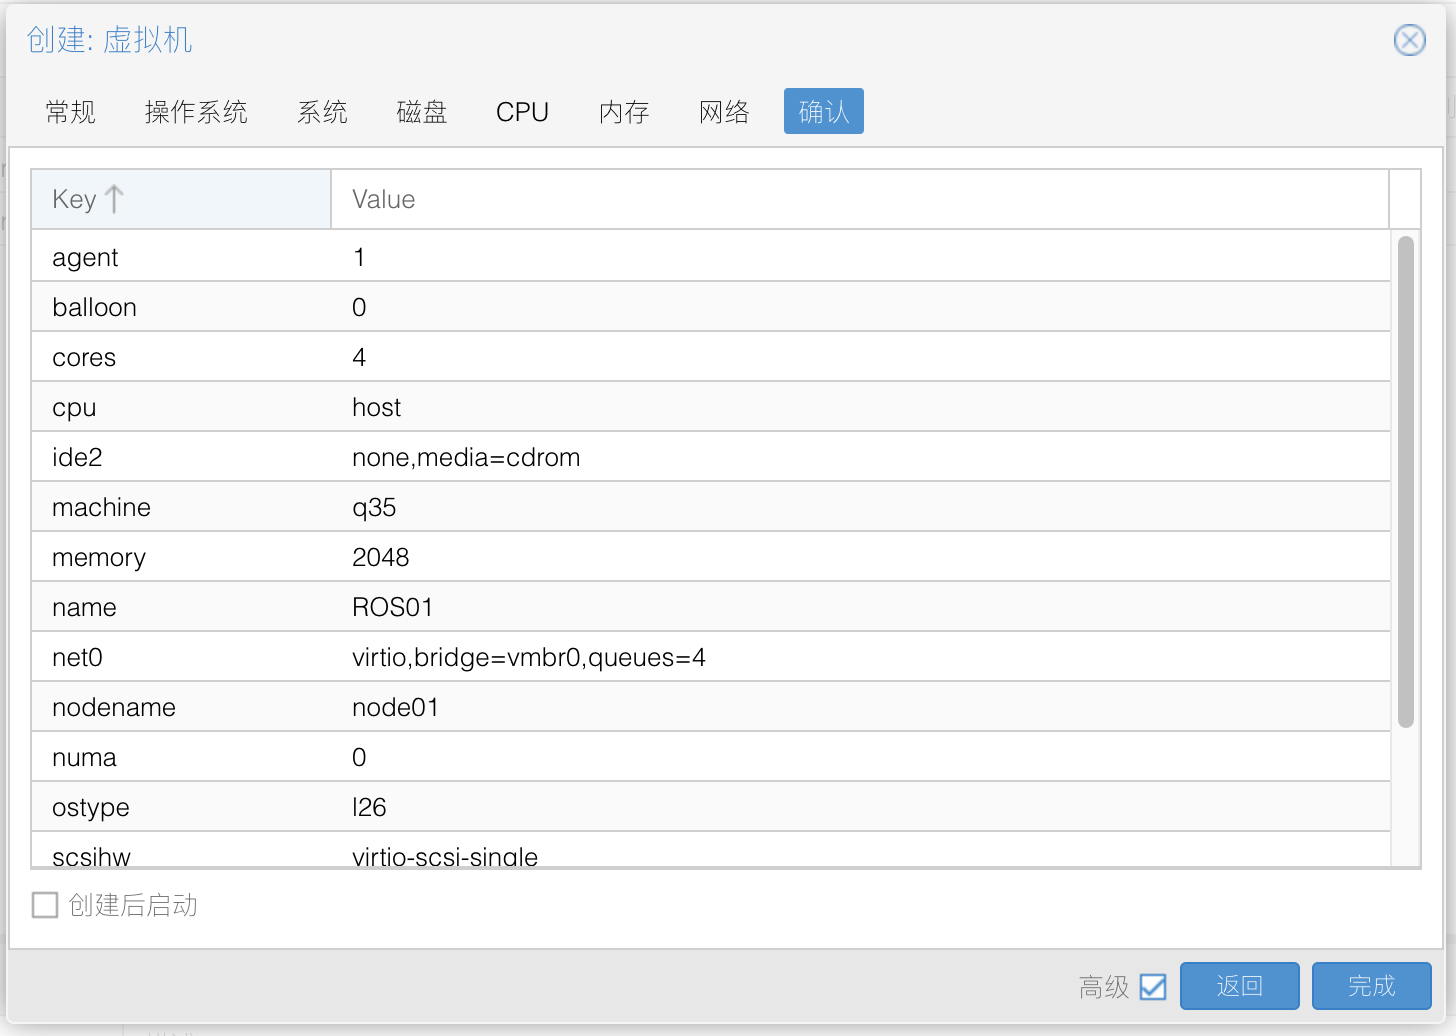 创建: 虚拟机
常规 操作系统 系统 磁盘 CPU 内存 网络 确认
Key Value
agent 1
balloon 0
cores 4
cpu host
ide2 none,media=cdrom
machine q35
memory 2048
name ROS01
net0 virtio,bridge=vmbr0,queues=4
nodename node01
numa 0
ostype l26
scsihw virtio-scsi-single
创建后启动
高级 返回 完成